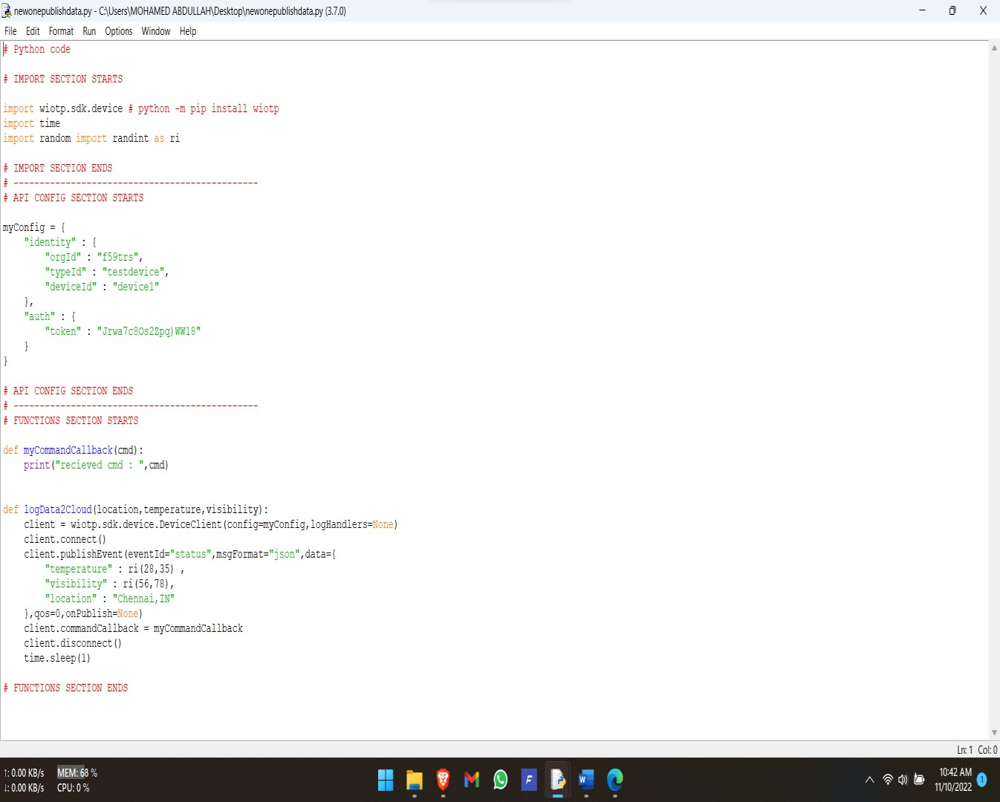 newonepublishdata.py - C:\Users\MOHAMED ABDULLAH\Desktop\newonepublishdata.py (3.7.0)
File Edit Format Run Options Window Help
# Python code
# IMPORT SECTION STARTS
import wiotp.sdk.device # python -m pip install wiotp
import time
import random import randint as ri
# IMPORT SECTION ENDS
# -----------------------------------------------
# API CONFIG SECTION STARTS
myConfig = {
    "identity" : {
        "orgId" : "f59trs",
        "typeId" : "testdevice",
        "deviceId" : "device1"
    },
    "auth" : {
        "token" : "Jrwa7c8Os2Zpq)WW18"
    }
}
# API CONFIG SECTION ENDS
# -----------------------------------------------
# FUNCTIONS SECTION STARTS
def myCommandCallback(cmd):
    print("recieved cmd : ",cmd)
def logData2Cloud(location,temperature,visibility):
    client = wiotp.sdk.device.DeviceClient(config=myConfig,logHandlers=None)
    client.connect()
    client.publishEvent(eventId="status",msgFormat="json",data={
        "temperature" : ri(28,35) ,
        "visibility" : ri(56,78),
        "location" : "Chennai,IN"
    },qos=0,onPublish=None)
    client.commandCallback = myCommandCallback
    client.disconnect()
    time.sleep(1)
# FUNCTIONS SECTION ENDS
Ln: 1 Col: 0
↑: 0.00 KB/s MEM: 68 %
↓: 0.00 KB/s CPU: 0 %
10:42 AM
11/10/2022
1